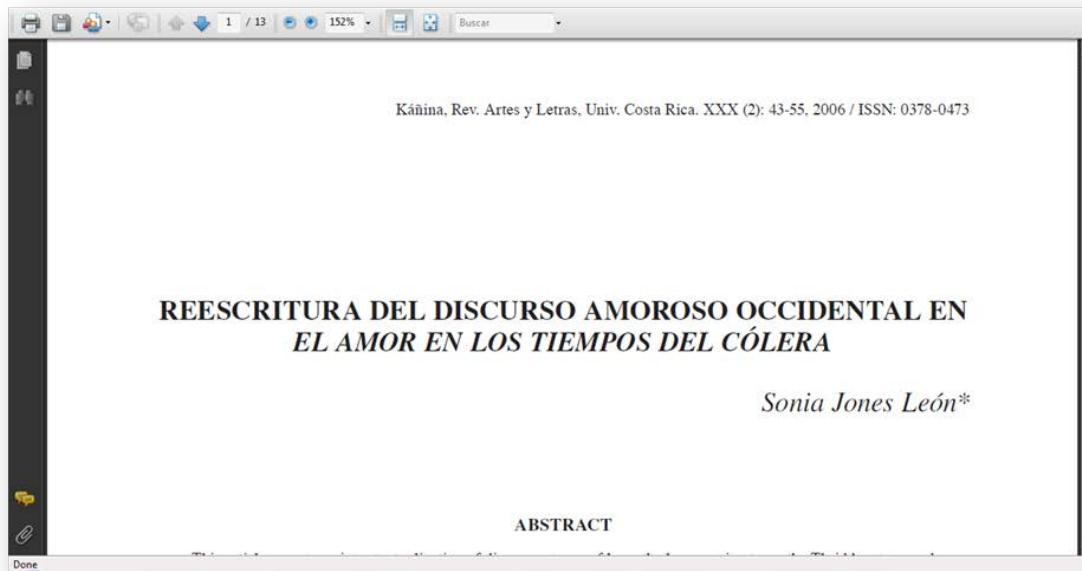 1 / 13 152% Buscar
Káñina, Rev. Artes y Letras, Univ. Costa Rica. XXX (2): 43-55, 2006 / ISSN: 0378-0473
REESCRITURA DEL DISCURSO AMOROSO OCCIDENTAL EN
EL AMOR EN LOS TIEMPOS DEL CÓLERA
Sonia Jones León*
ABSTRACT
Done